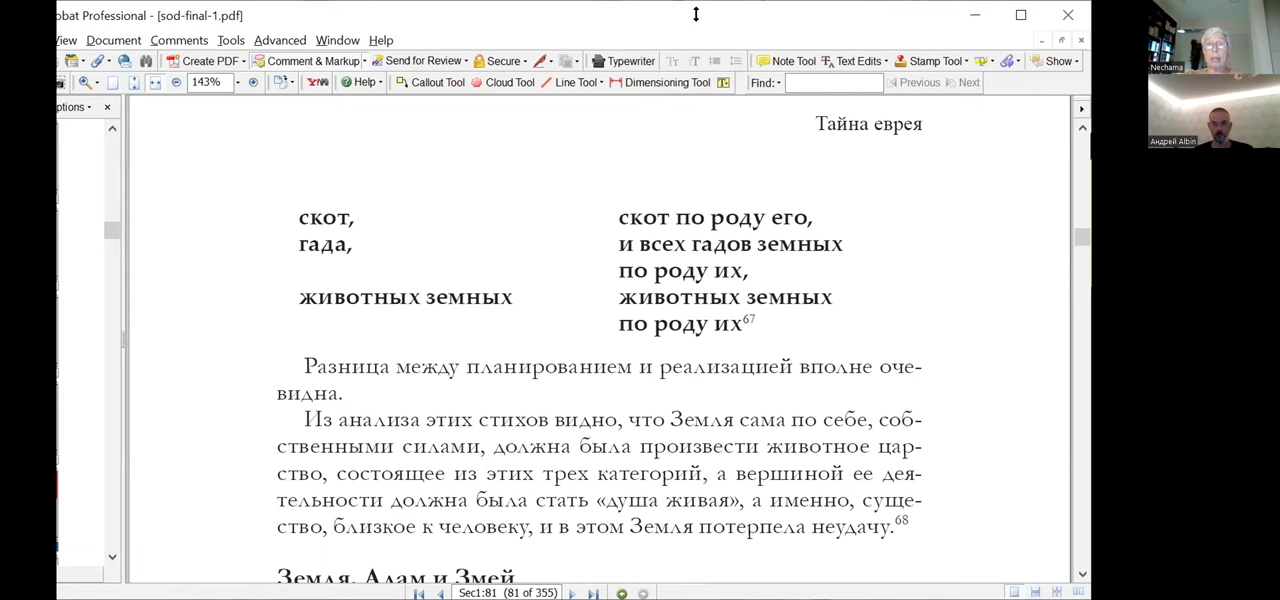 obat Professional - [sod-final-1.pdf]
View Document Comments Tools Advanced Window Help
Create PDF Comment & Markup Send for Review Secure Typewriter Note Tool Text Edits Stamp Tool Show
143% Help Callout Tool Cloud Tool Line Tool Dimensioning Tool Find: Previous Next
ptions
Nechama
Андрей Albin
Тайна еврея
скот, скот по роду его,
гада, и всех гадов земных
по роду их,
животных земных животных земных
по роду их67
Разница между планированием и реализацией вполне оче-
видна.
Из анализа этих стихов видно, что Земля сама по себе, соб-
ственными силами, должна была произвести животное цар-
ство, состоящее из этих трех категорий, а вершиной ее дея-
тельности должна была стать «душа живая», а именно, суще-
ство, близкое к человеку, и в этом Земля потерпела неудачу.68
Земля, Адам и Змей
Sec1:81 (81 of 355)